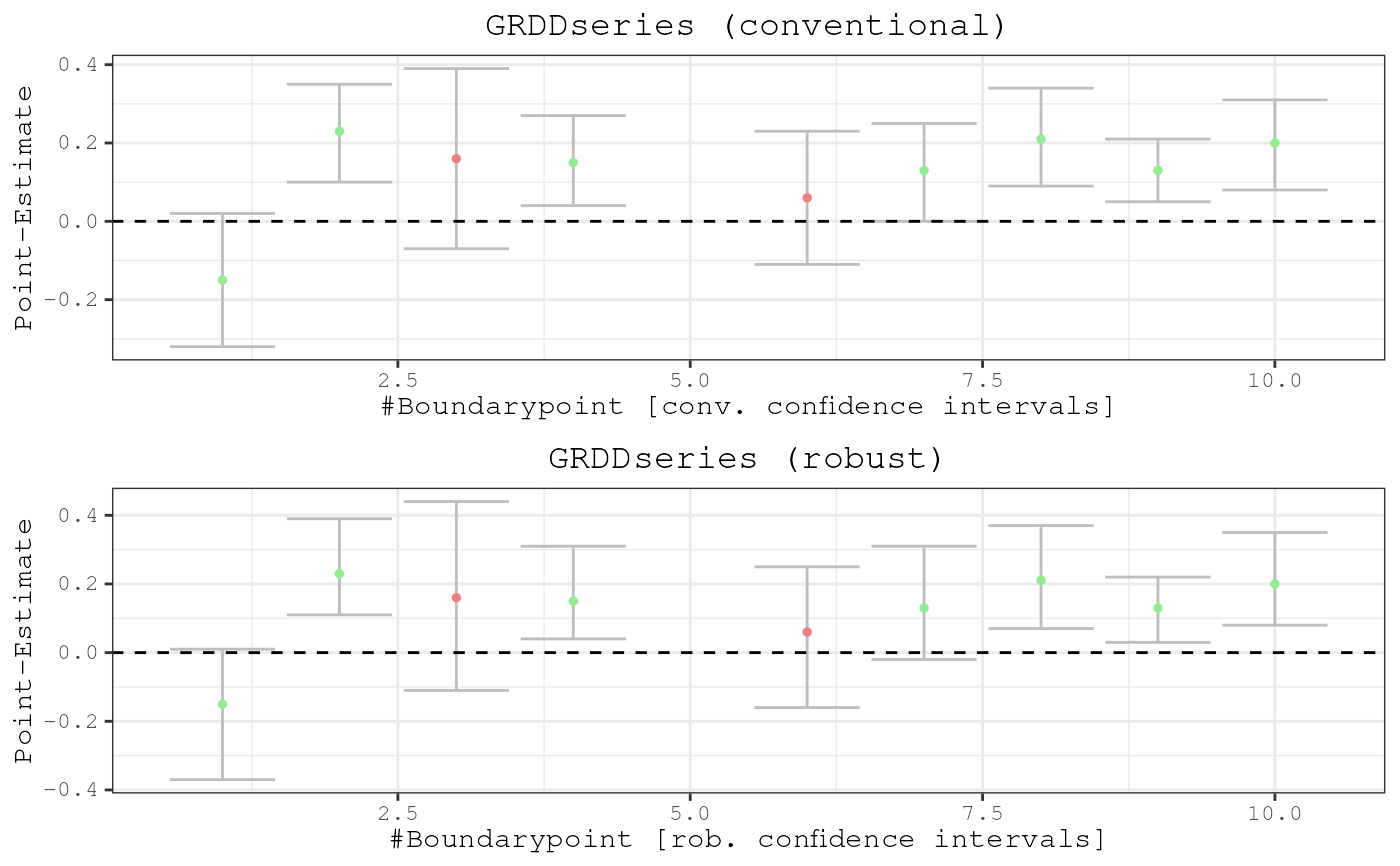 GRDDseries (conventional)
Point-Estimate
0.4
0.2
0.0
-0.2
2.5 5.0 7.5 10.0
#Boundarypoint [conv. confidence intervals]
GRDDseries (robust)
Point-Estimate
0.4
0.2
0.0
-0.2
-0.4
2.5 5.0 7.5 10.0
#Boundarypoint [rob. confidence intervals]